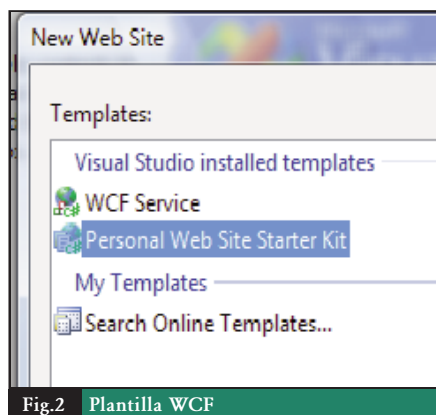 New Web Site
Templates:
Visual Studio installed templates
WCF Service
Personal Web Site Starter Kit
My Templates
Search Online Templates...
Fig.2 Plantilla WCF